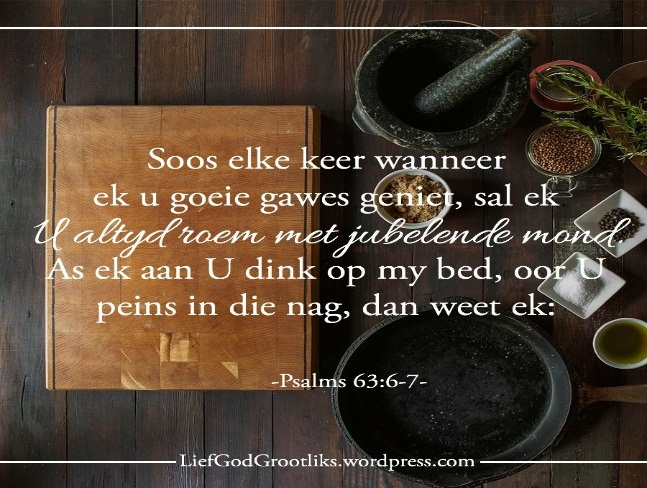 Soos elke keer wanneer
ek u goeie gawes geniet, sal ek
U altyd roem met jubelende mond.
As ek aan U dink op my bed, oor U
peins in die nag, dan weet ek:
-Psalms 63:6-7-
LiefGodGrootliks.wordpress.com